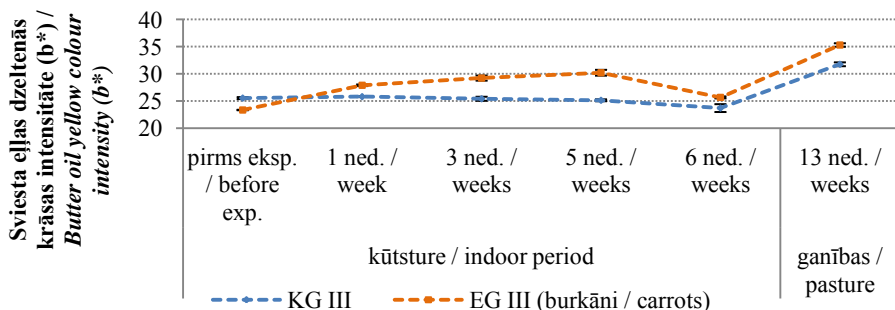 Sviesta eļļas dzeltenās
krāsas intensitāte (b*) /
Butter oil yellow colour
intensity (b*)
40
35
30
25
20
pirms eksp.
/ before
exp.
1 ned. /
week
3 ned. /
weeks
5 ned. /
weeks
6 ned. /
weeks
13 ned. /
weeks
kūtsture / indoor period
ganības /
pasture
KG III
EG III (burkāni / carrots)